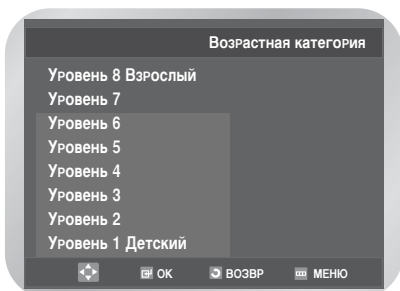 Возрастная категория
Уровень 8 Взрослый
Уровень 7
Уровень 6
Уровень 5
Уровень 4
Уровень 3
Уровень 2
Уровень 1 Детский
ОК ВОЗВР МЕНЮ